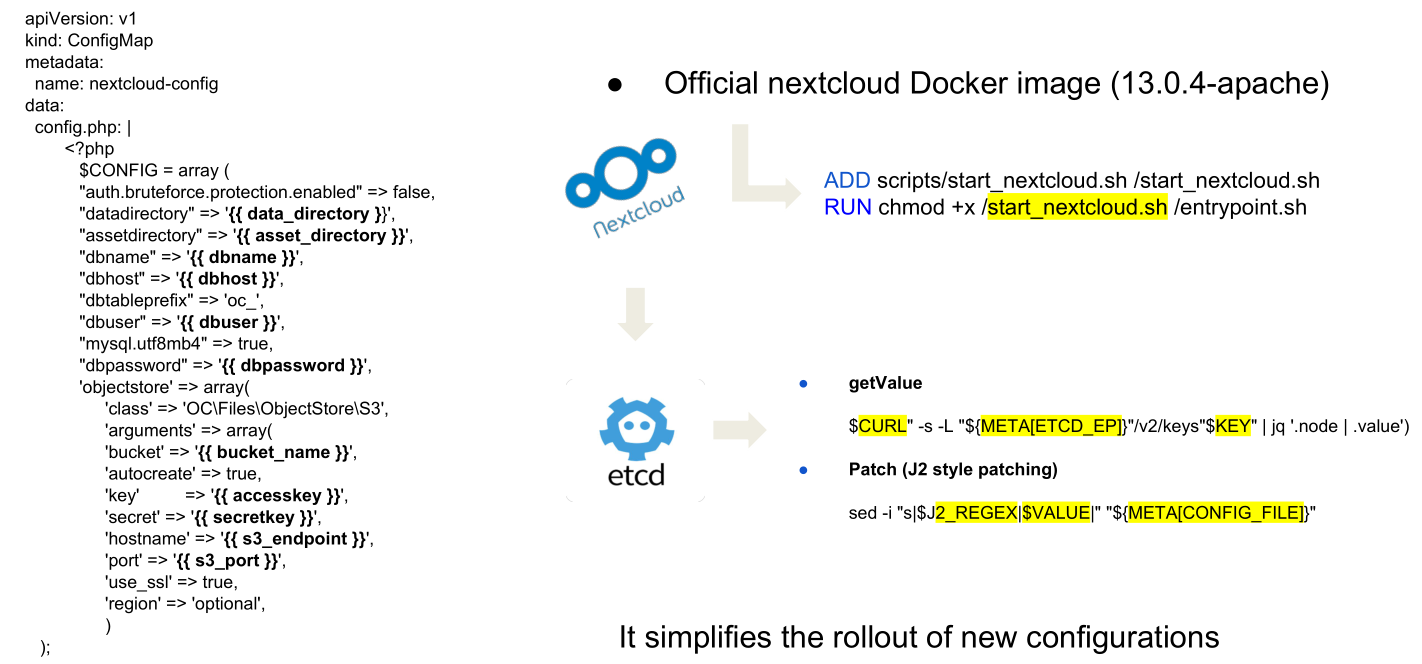 apiVersion: v1
kind: ConfigMap
metadata:
name: nextcloud-config
data:
config.php: |
<?php
$CONFIG = array (
"auth.bruteforce.protection.enabled" => false,
"datadirectory" => '{{ data_directory }}',
"assetdirectory" => '{{ asset_directory }}',
"dbname" => '{{ dbname }}',
"dbhost" => '{{ dbhost }}',
"dbtableprefix" => 'oc_',
"dbuser" => '{{ dbuser }}',
"mysql.utf8mb4" => true,
"dbpassword" => '{{ dbpassword }}',
'objectstore' => array(
'class' => 'OC\Files\ObjectStore\S3',
'arguments' => array(
'bucket' => '{{ bucket_name }}',
'autocreate' => true,
'key' => '{{ accesskey }}',
'secret' => '{{ secretkey }}',
'hostname' => '{{ s3_endpoint }}',
'port' => '{{ s3_port }}',
'use_ssl' => true,
'region' => 'optional',
)
);
● Official nextcloud Docker image (13.0.4-apache)
Nextcloud
ADD scripts/start_nextcloud.sh /start_nextcloud.sh
RUN chmod +x /start_nextcloud.sh /entrypoint.sh
etcd
● getValue
$CURL" -s -L "${META[ETCD_EP]}"/v2/keys"$KEY" | jq '.node | .value')
● Patch (J2 style patching)
sed -i "s|$J2_REGEX|$VALUE|" "${META[CONFIG_FILE]}"
It simplifies the rollout of new configurations